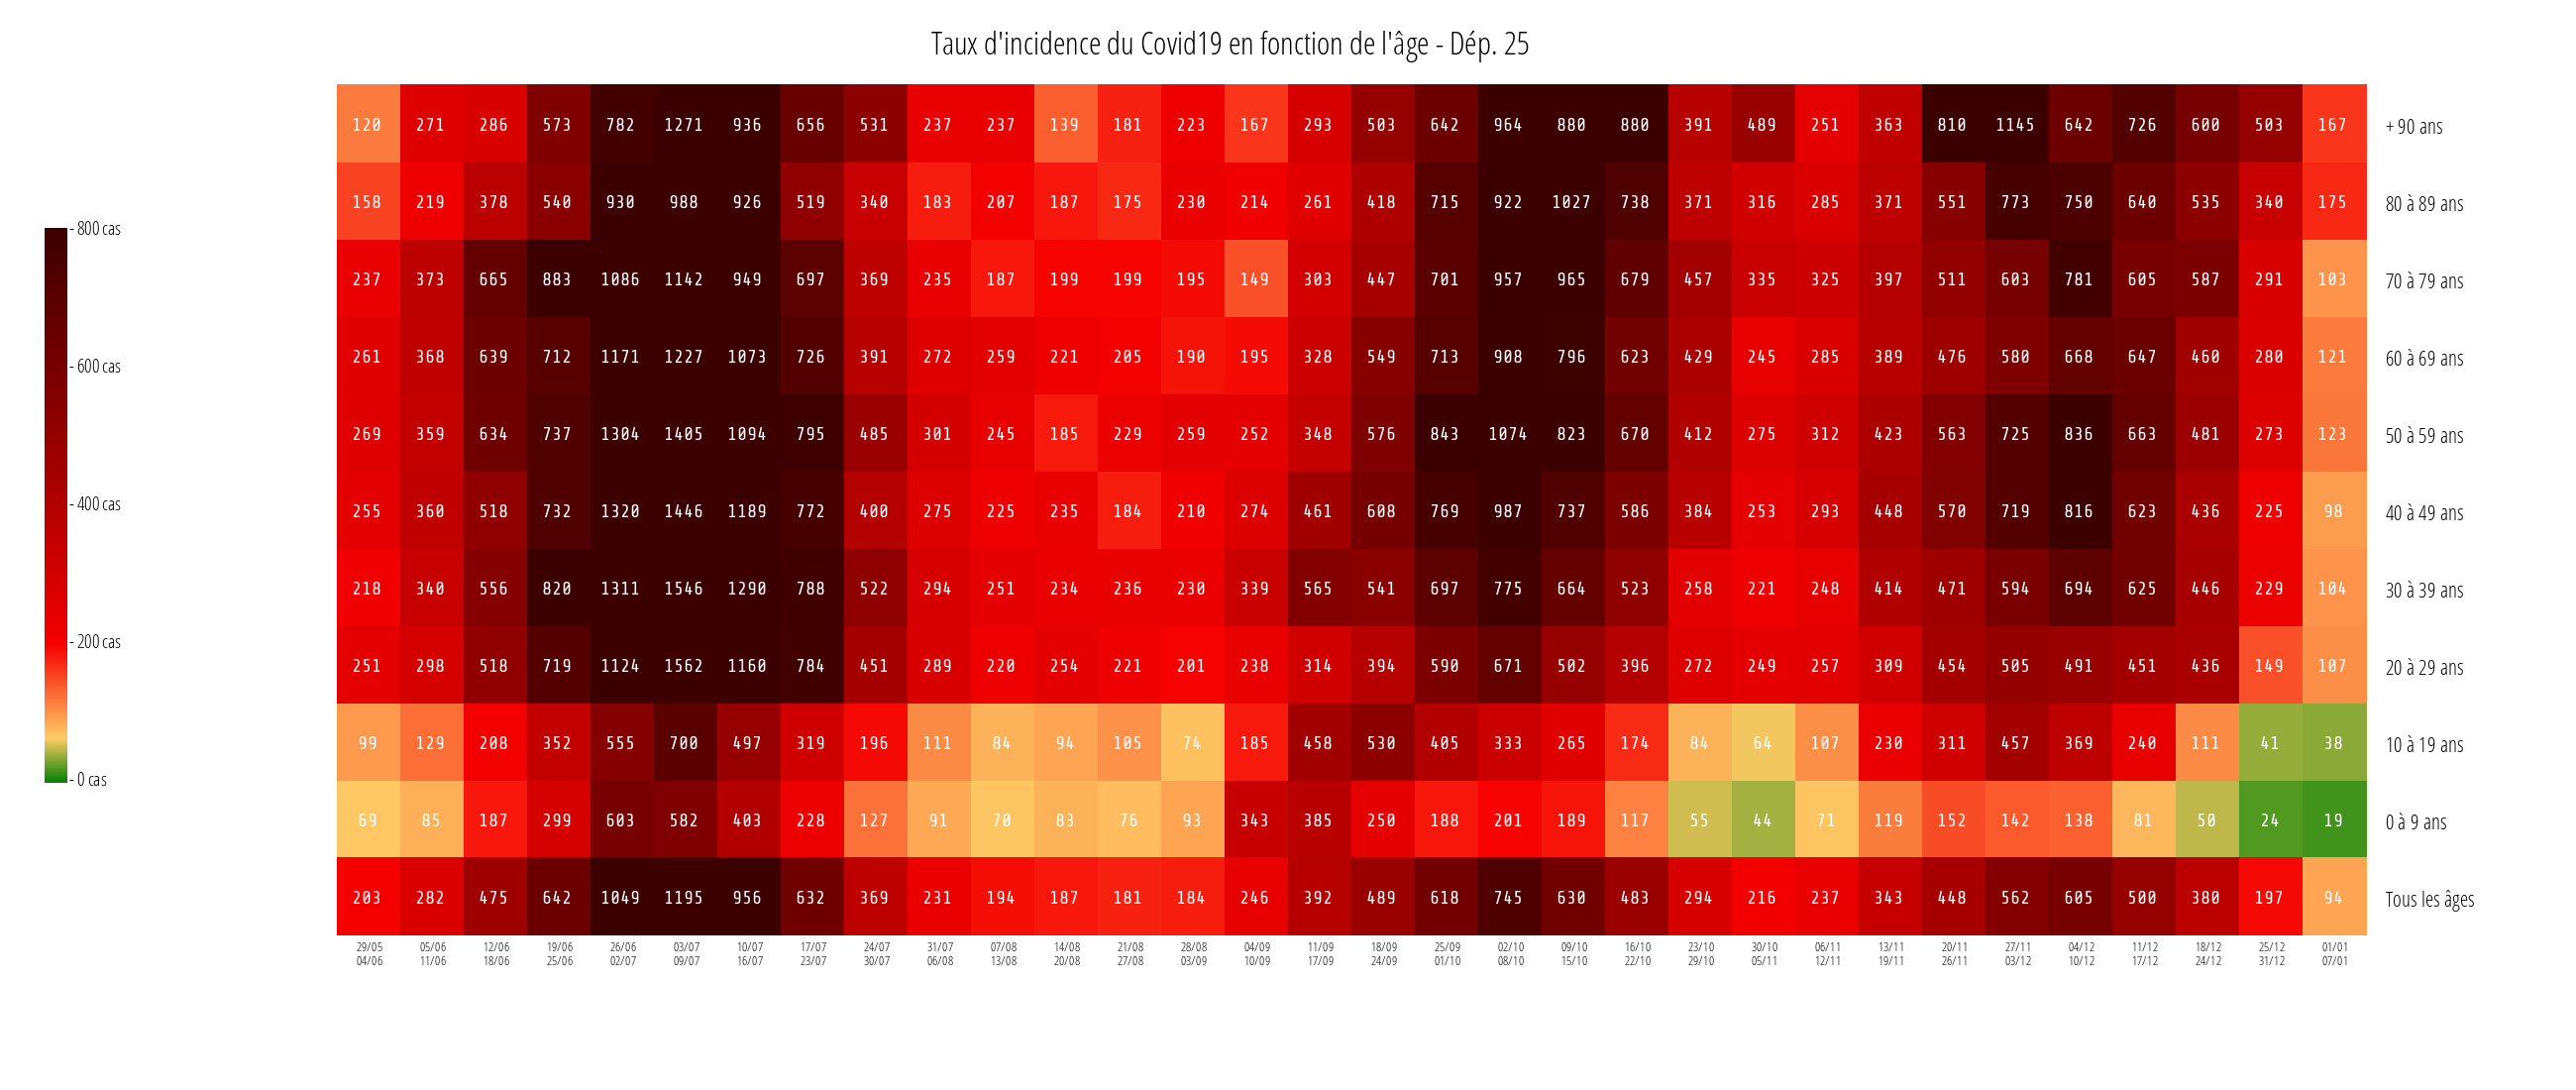 Taux d'incidence du Covid19 en fonction de l'âge - Dép. 25
120 271 286 573 782 1271 936 656 531 237 237 139 181 223 167 293 503 642 964 880 880 391 489 251 363 810 1145 642 726 600 503 167 + 90 ans
158 219 378 540 930 988 926 519 340 183 207 187 175 230 214 261 418 715 922 1027 738 371 316 285 371 551 773 750 640 535 340 175 80 à 89 ans
237 373 665 883 1086 1142 949 697 369 235 187 199 199 195 149 303 447 701 957 965 679 457 335 325 397 511 603 781 605 587 291 103 70 à 79 ans
261 368 639 712 1171 1227 1073 726 391 272 259 221 205 190 195 328 549 713 908 796 623 429 245 285 389 476 580 668 647 460 280 121 60 à 69 ans
269 359 634 737 1304 1405 1094 795 485 301 245 185 229 259 252 348 576 843 1074 823 670 412 275 312 423 563 725 836 663 481 273 123 50 à 59 ans
255 360 518 732 1320 1446 1189 772 400 275 225 235 184 210 274 461 608 769 987 737 586 384 253 293 448 570 719 816 623 436 225 98 40 à 49 ans
218 340 556 820 1311 1546 1290 788 522 294 251 234 236 230 339 565 541 697 775 664 523 258 221 248 414 471 594 694 625 446 229 104 30 à 39 ans
251 298 518 719 1124 1562 1160 784 451 289 220 254 221 201 238 314 394 590 671 502 396 272 249 257 309 454 505 491 451 436 149 107 20 à 29 ans
99 129 208 352 555 700 497 319 196 111 84 94 105 74 185 458 530 405 333 265 174 84 64 107 230 311 457 369 240 111 41 38 10 à 19 ans
69 85 187 299 603 582 403 228 127 91 70 83 76 93 343 385 250 188 201 189 117 55 44 71 119 152 142 138 81 50 24 19 0 à 9 ans
203 282 475 642 1049 1195 956 632 369 231 194 187 181 184 246 392 489 618 745 630 483 294 216 237 343 448 562 605 500 380 197 94 Tous les âges
29/05 05/06 12/06 19/06 26/06 03/07 10/07 17/07 24/07 31/07 07/08 14/08 21/08 28/08 04/09 11/09 18/09 25/09 02/10 09/10 16/10 23/10 30/10 06/11 13/11 20/11 27/11 04/12 11/12 18/12 25/12 01/01
04/06 11/06 18/06 25/06 02/07 09/07 16/07 23/07 30/07 06/08 13/08 20/08 27/08 03/09 10/09 17/09 24/09 01/10 08/10 15/10 22/10 29/10 05/11 12/11 19/11 26/11 03/12 10/12 17/12 24/12 31/12 07/01
- 800 cas
- 600 cas
- 400 cas
- 200 cas
- 0 cas